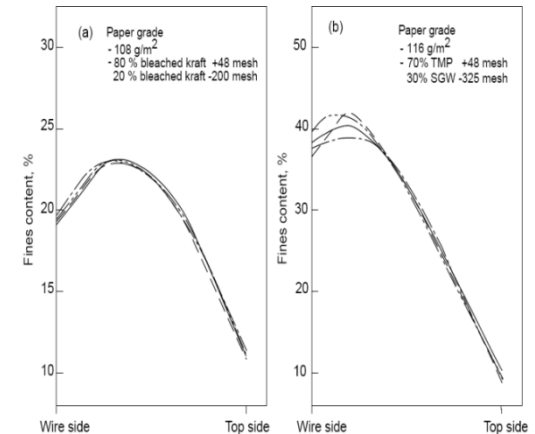 (a)
Paper grade
- 108 g/m2
- 80 % bleached kraft +48 mesh
20 % bleached kraft -200 mesh
Fines content, %
30
25
20
15
10
Wire side
Top side
(b)
Paper grade
- 116 g/m2
- 70% TMP +48 mesh
30% SGW -325 mesh
Fines content, %
50
40
30
20
10
Wire side
Top side